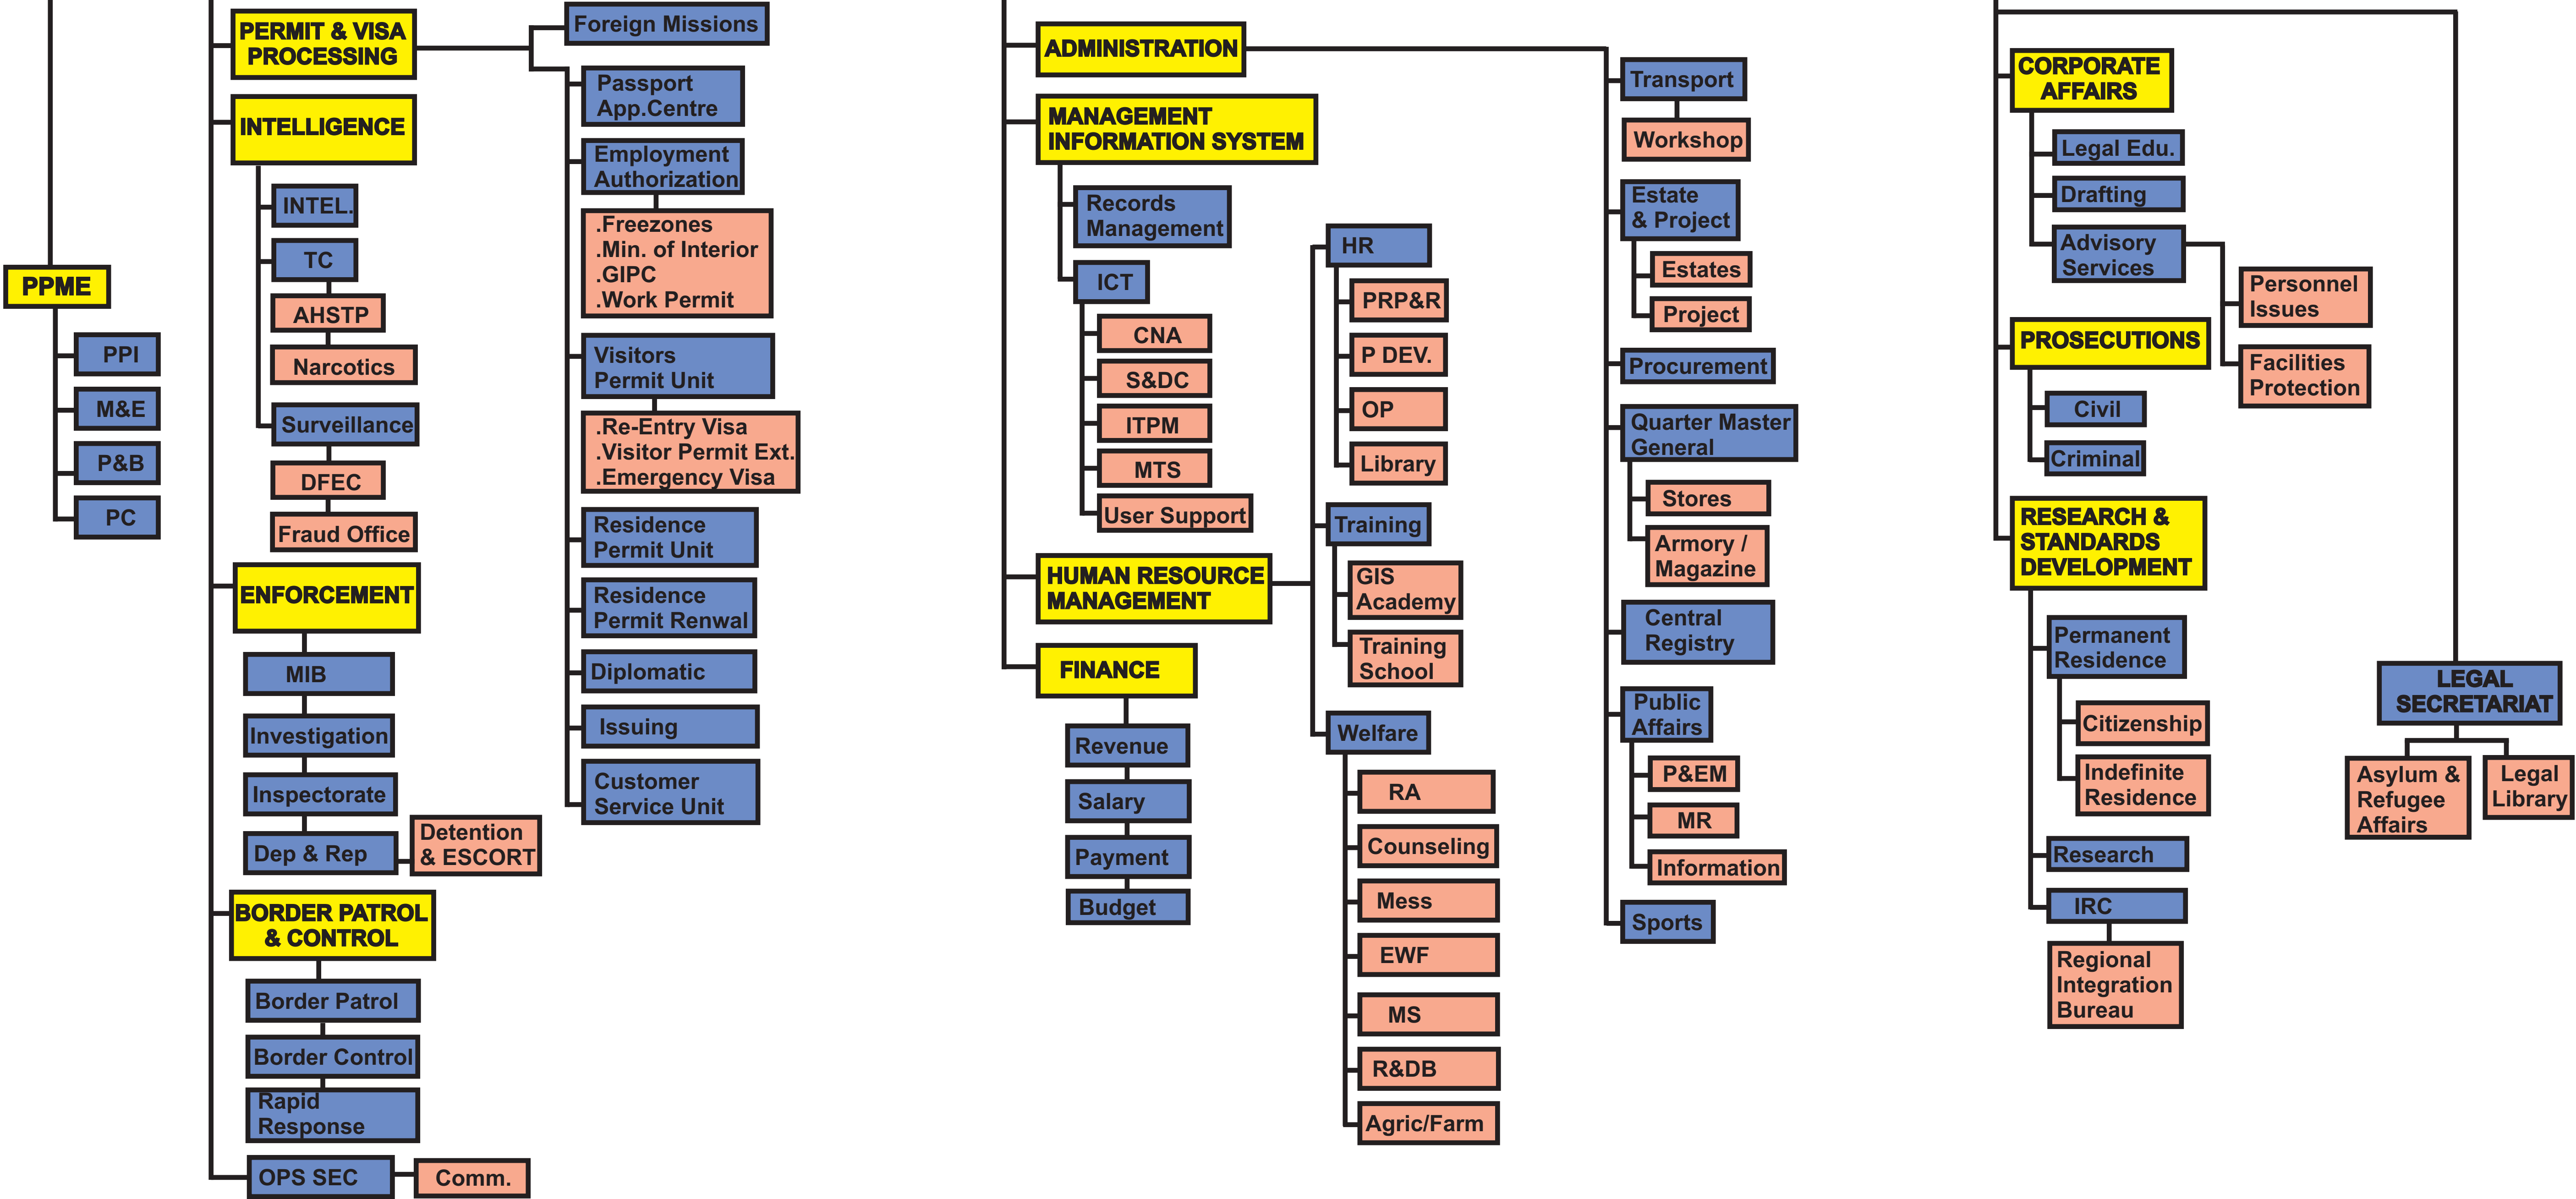 PPME
PPI
M&E
P&B
PC
PERMIT & VISA
PROCESSING
Foreign Missions
Passport
App.Centre
Employment
Authorization
.Freezones
.Min. of Interior
.GIPC
.Work Permit
Visitors
Permit Unit
.Re-Entry Visa
.Visitor Permit Ext.
.Emergency Visa
Residence
Permit Unit
Residence
Permit Renwal
Diplomatic
Issuing
Customer
Service Unit
INTELLIGENCE
INTEL.
TC
AHSTP
Narcotics
Surveillance
DFEC
Fraud Office
ENFORCEMENT
MIB
Investigation
Inspectorate
Dep & Rep
Detention
& ESCORT
BORDER PATROL
& CONTROL
Border Patrol
Border Control
Rapid
Response
OPS SEC
Comm.
ADMINISTRATION
Transport
Workshop
Estate
& Project
Estates
Project
Procurement
Quarter Master
General
Stores
Armory /
Magazine
Central
Registry
Public
Affairs
P&EM
MR
Information
Sports
MANAGEMENT
INFORMATION SYSTEM
Records
Management
ICT
CNA
S&DC
ITPM
MTS
User Support
HUMAN RESOURCE
MANAGEMENT
HR
PRP&R
P DEV.
OP
Library
Training
GIS
Academy
Training
School
Welfare
RA
Counseling
Mess
EWF
MS
R&DB
Agric/Farm
FINANCE
Revenue
Salary
Payment
Budget
CORPORATE
AFFAIRS
Legal Edu.
Drafting
Advisory
Services
Personnel
Issues
Facilities
Protection
PROSECUTIONS
Civil
Criminal
RESEARCH &
STANDARDS
DEVELOPMENT
Permanent
Residence
Citizenship
Indefinite
Residence
Research
IRC
Regional
Integration
Bureau
LEGAL
SECRETARIAT
Asylum &
Refugee
Affairs
Legal
Library